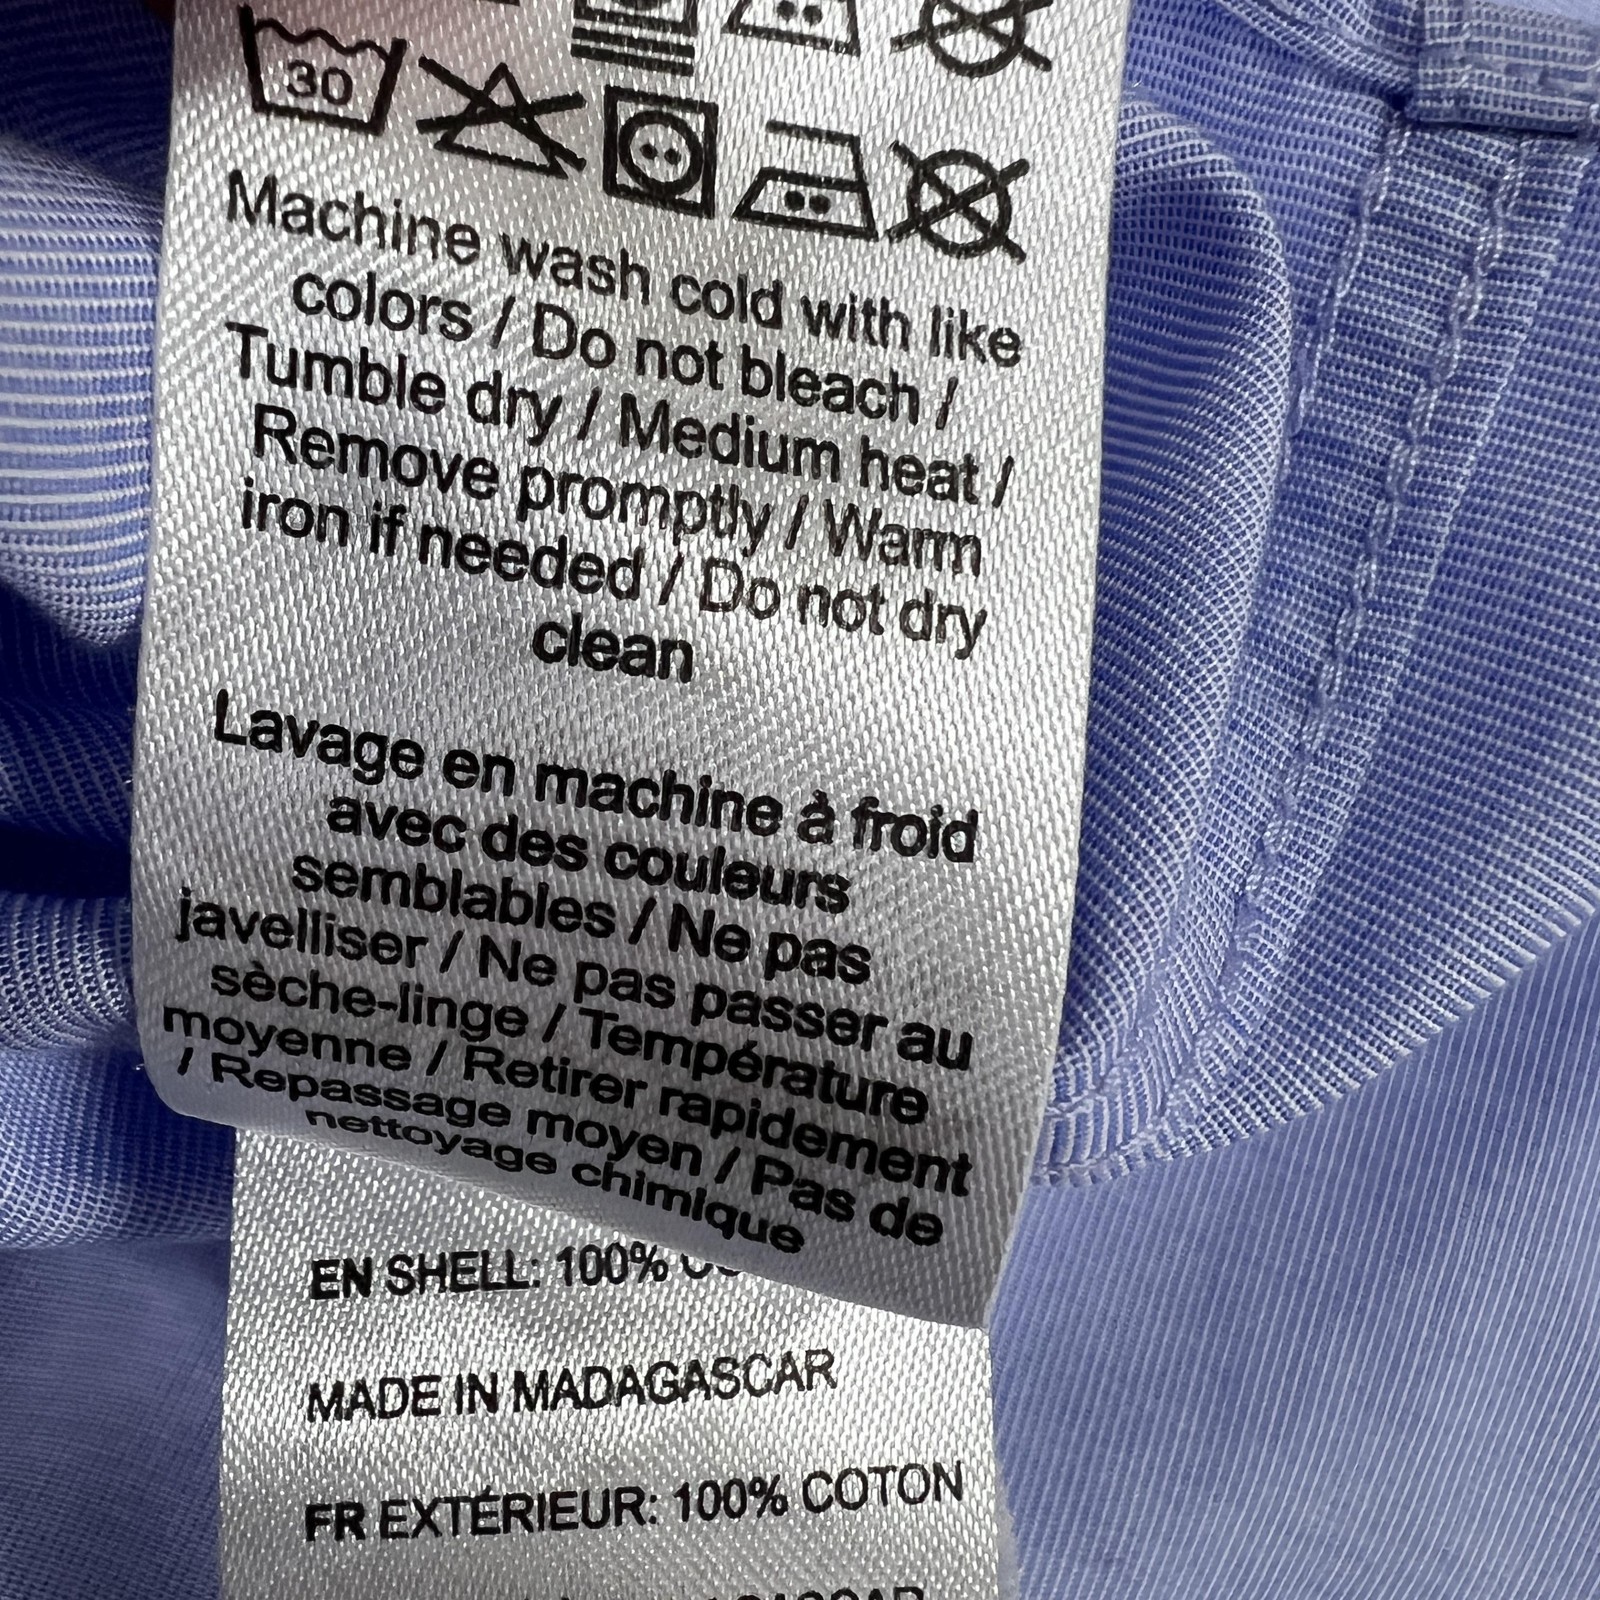 30
Machine wash cold with like
colors / Do not bleach /
Tumble dry / Medium heat /
Remove promptly / Warm
iron if needed / Do not dry
clean
Lavage en machine à froid
avec des couleurs
semblables / Ne pas
javelliser / Ne pas passer au
sèche-linge / Température
moyenne / Retirer rapidement
/ Repassage moyen / Pas de
nettoyage chimique
EN SHELL: 100%
MADE IN MADAGASCAR
FR EXTÉRIEUR: 100% COTON